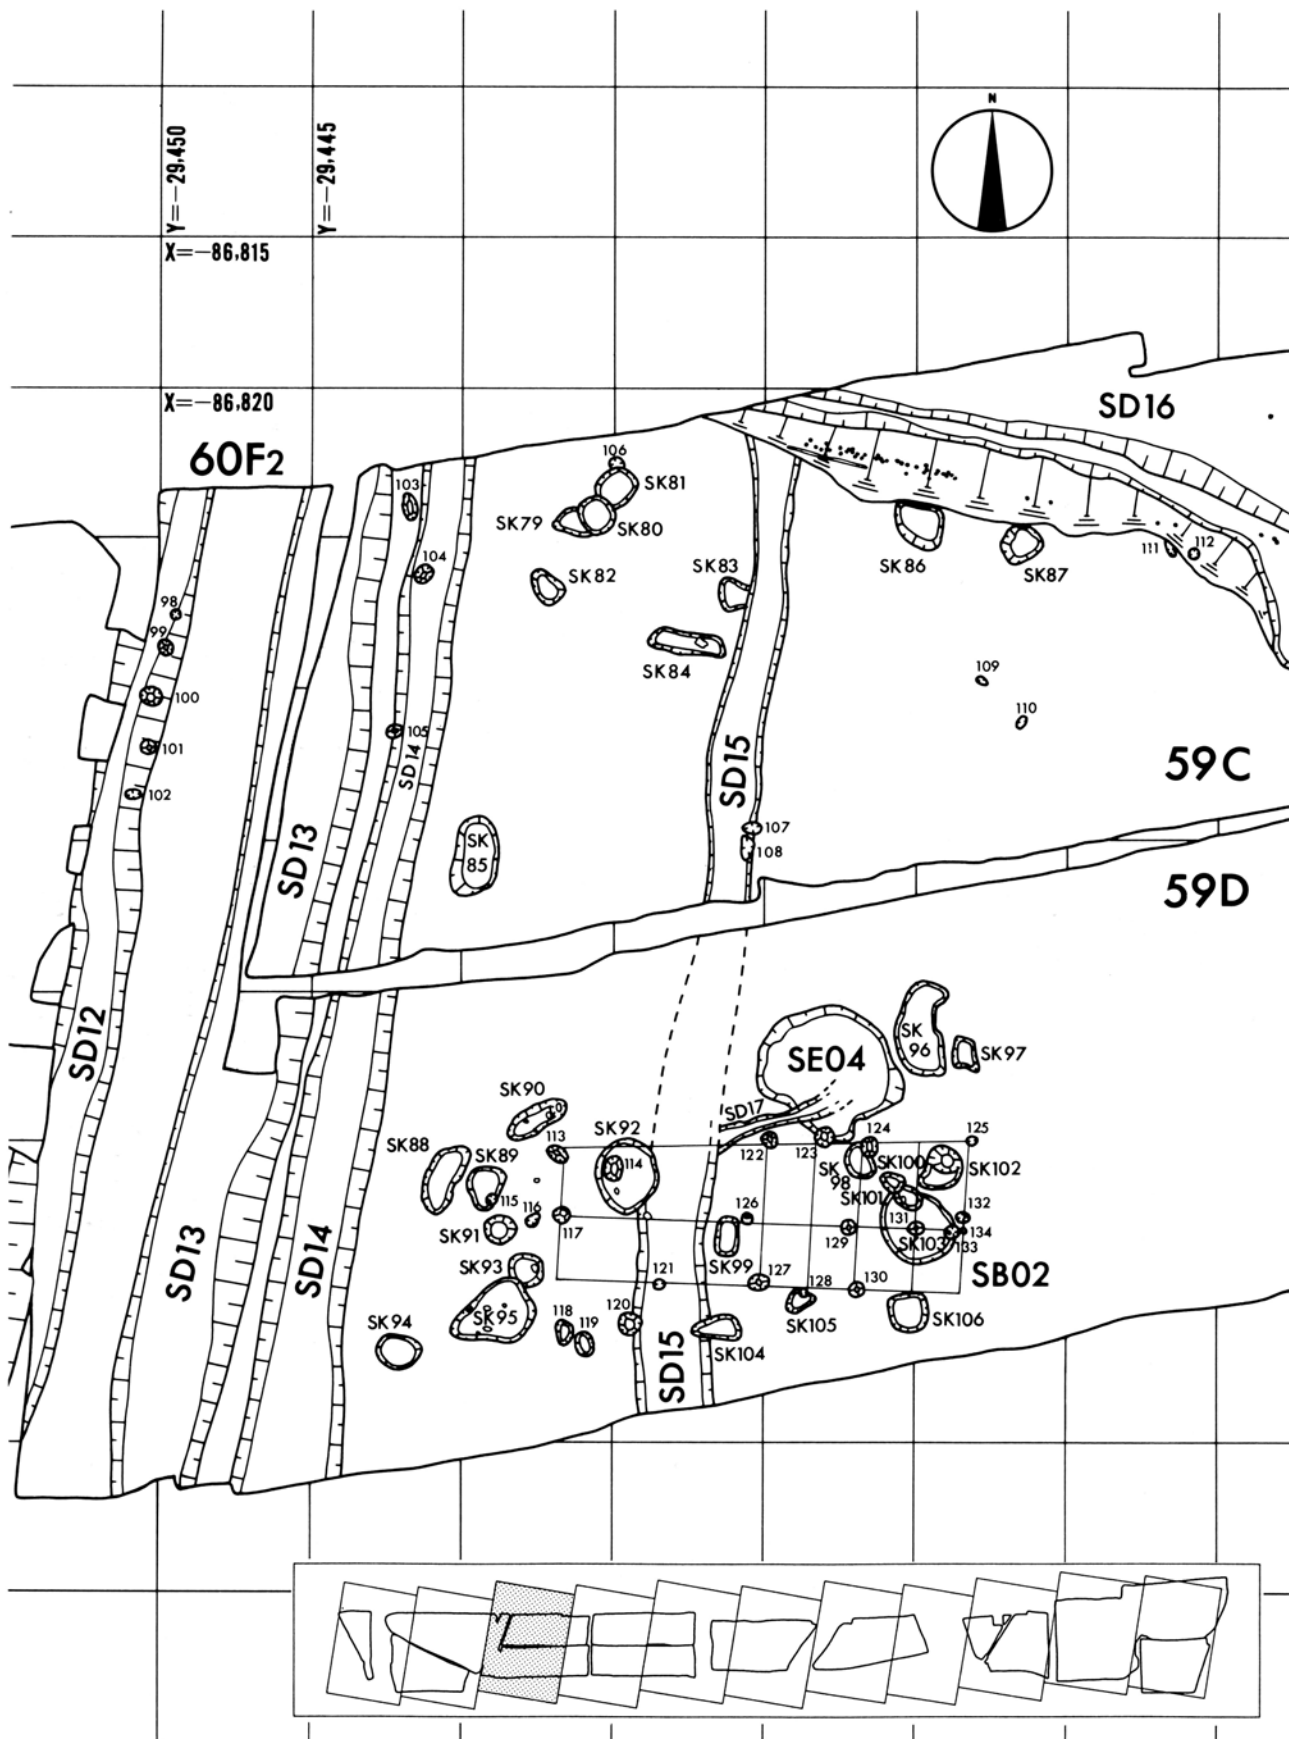 N
Y=−29,450
Y=−29,445
X=−86,815
X=−86,820
SD16
60F2
106
SK81
103
SK79
SK80
104
SK82
SK83
SK86
SK87
111
112
98
99
SK84
100
109
110
105
SD14
101
SD15
59C
102
107
108
SD13
SK
85
59D
SD12
SK
96
SK97
SE04
SK90
SD17
113
SK92
122
123
124
125
SK88
SK89
114
SK
98
SK100
SK102
SK101
115
116
117
126
131
132
134
SK91
129
SK103
133
SK99
SD13
SD14
SK93
121
127
128
130
SB02
SK95
118
119
120
SK105
SK106
SK94
SK104
SD15